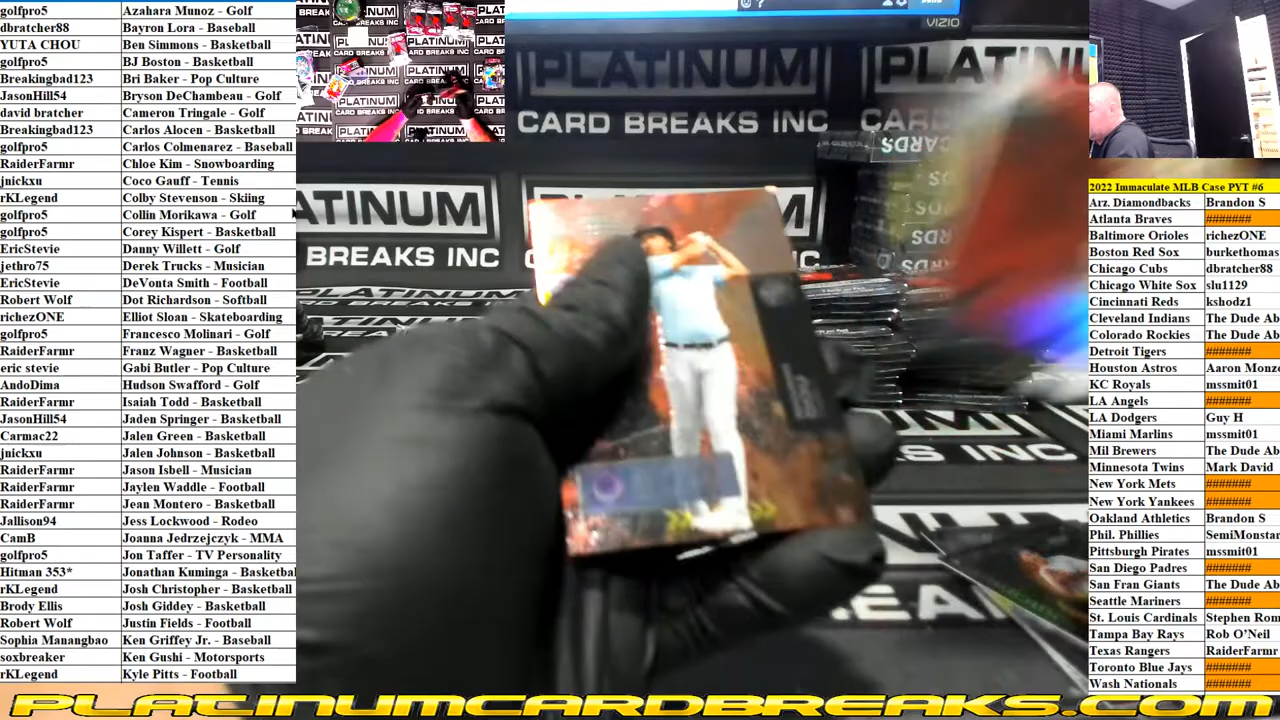 golfpro5 Azahara Munoz - Golf
dbratcher88 Bayron Lora - Baseball
YUTA CHOU Ben Simmons - Basketball
golfpro5 BJ Boston - Basketball
Breakingbad123 Bri Baker - Pop Culture
JasonHill54 Bryson DeChambeau - Golf
david bratcher Cameron Tringale - Golf
Breakingbad123 Carlos Alocen - Basketball
golfpro5 Carlos Colmenarez - Baseball
RaiderFarmr Chloe Kim - Snowboarding
jnickxu Coco Gauff - Tennis
rKLegend Colby Stevenson - Skiing
golfpro5 Collin Morikawa - Golf
golfpro5 Corey Kispert - Basketball
EricStevie Danny Willett - Golf
jethro75 Derek Trucks - Musician
EricStevie DeVonta Smith - Football
Robert Wolf Dot Richardson - Softball
richezONE Elliot Sloan - Skateboarding
golfpro5 Francesco Molinari - Golf
RaiderFarmr Franz Wagner - Basketball
eric stevie Gabi Butler - Pop Culture
AndoDima Hudson Swafford - Golf
RaiderFarmr Isaiah Todd - Basketball
JasonHill54 Jaden Springer - Basketball
Carmac22 Jalen Green - Basketball
jnickxu Jalen Johnson - Basketball
RaiderFarmr Jason Isbell - Musician
RaiderFarmr Jaylen Waddle - Football
RaiderFarmr Jean Montero - Basketball
Jallison94 Jess Lockwood - Rodeo
CamB Joanna Jedrzejczyk - MMA
golfpro5 Jon Taffer - TV Personality
Hitman 353* Jonathan Kuminga - Basketbal
rKLegend Josh Christopher - Basketball
Brody Ellis Josh Giddey - Basketball
Robert Wolf Justin Fields - Football
Sophia Manangbao Ken Griffey Jr. - Baseball
soxbreaker Ken Gushi - Motorsports
rKLegend Kyle Pitts - Football
VIZIO
PLATINUM
CARD BREAKS INC
PLATINUM
CARD BREAKS INC
2022 Immaculate MLB Case PYT #6
Arz. Diamondbacks Brandon S
Atlanta Braves #######
Baltimore Orioles richezONE
Boston Red Sox burkethomas
Chicago Cubs dbratcher88
Chicago White Sox slu1129
Cincinnati Reds kshodz1
Cleveland Indians The Dude Ab
Colorado Rockies The Dude Ab
Detroit Tigers #######
Houston Astros Aaron Monze
KC Royals mssmit01
LA Angels #######
LA Dodgers Guy H
Miami Marlins mssmit01
Mil Brewers The Dude Ab
Minnesota Twins Mark David
New York Mets #######
New York Yankees #######
Oakland Athletics Brandon S
Phil. Phillies SemiMonstar
Pittsburgh Pirates mssmit01
San Diego Padres #######
San Fran Giants The Dude Ab
Seattle Mariners #######
St. Louis Cardinals Stephen Rom
Tampa Bay Rays Rob O'Neil
Texas Rangers RaiderFarmr
Toronto Blue Jays #######
Wash Nationals #######
PLATINUMCARDBREAKS.COM